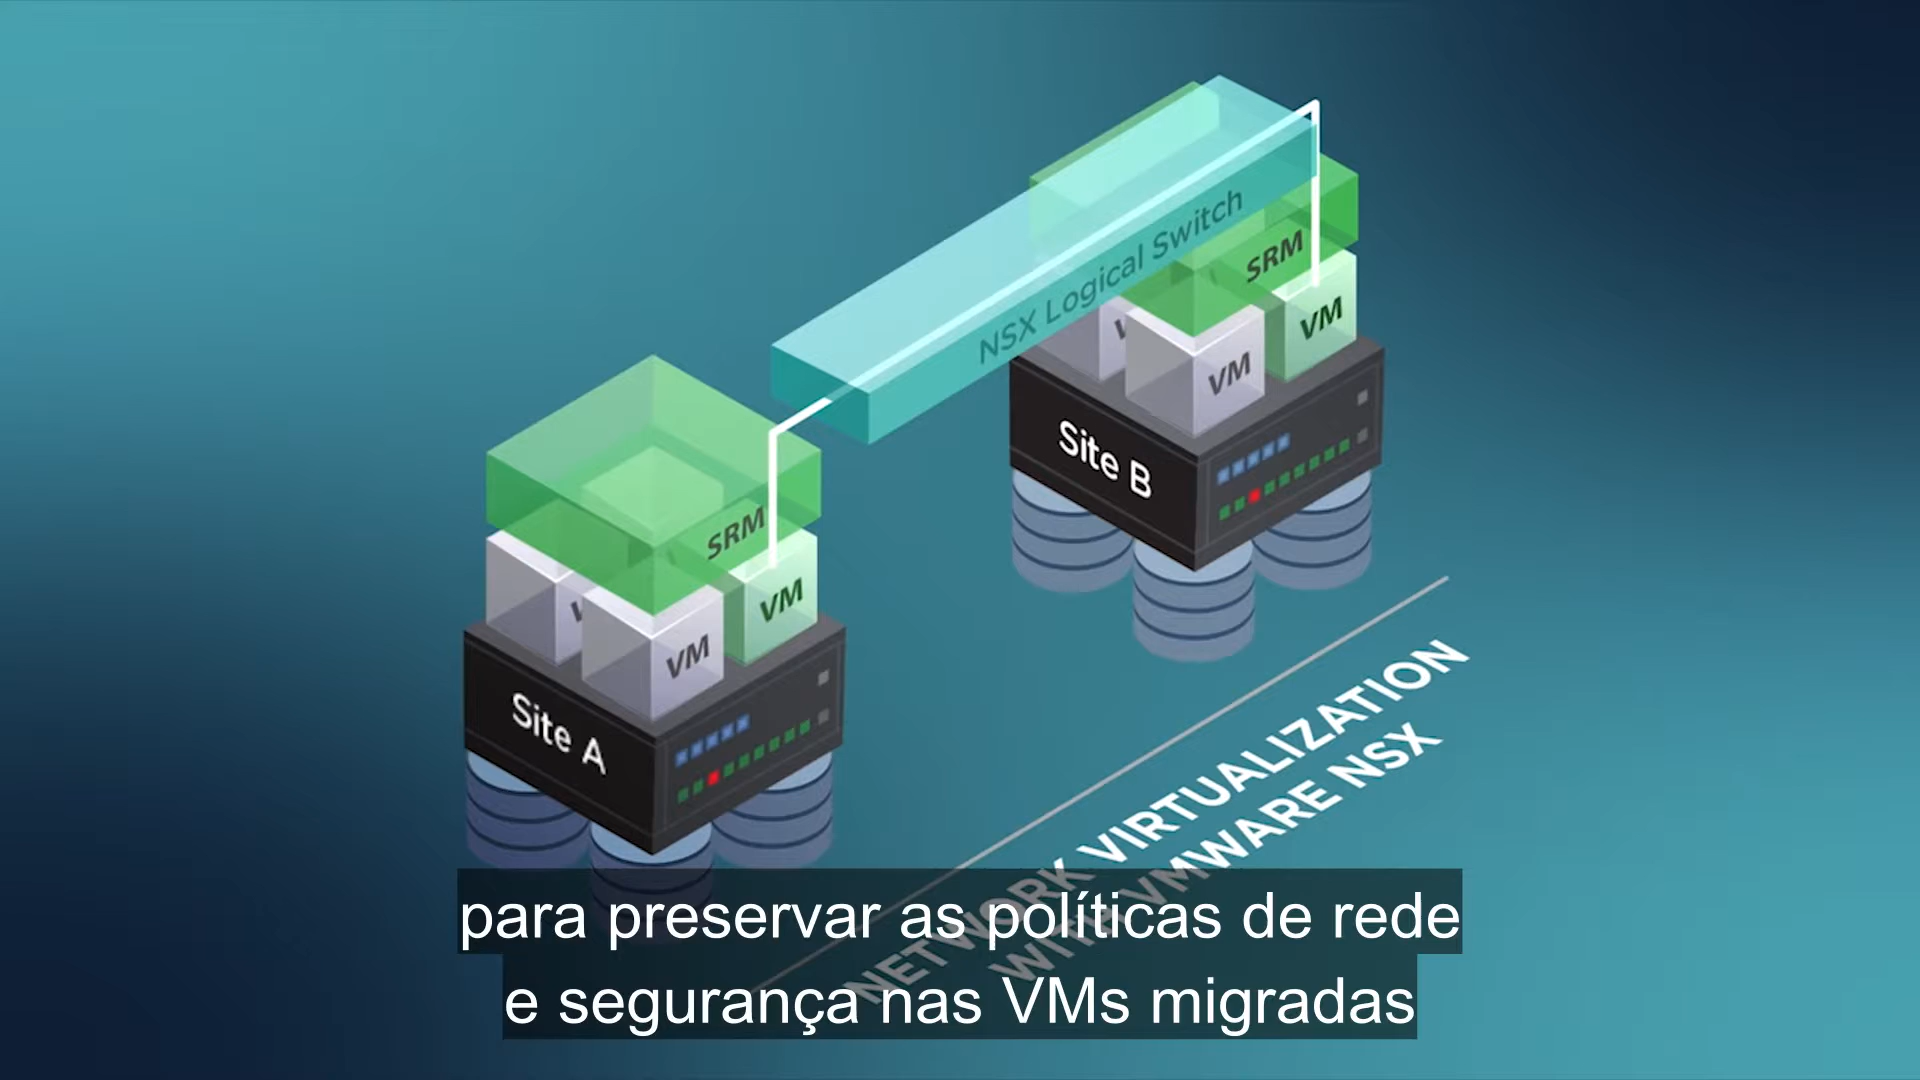 NSX Logical Switch
SRM
VM
VM
Site B
SRM
VM
VM
Site A
NETWORK VIRTUALIZATION
WITH VMWARE NSX
para preservar as políticas de rede
e segurança nas VMs migradas